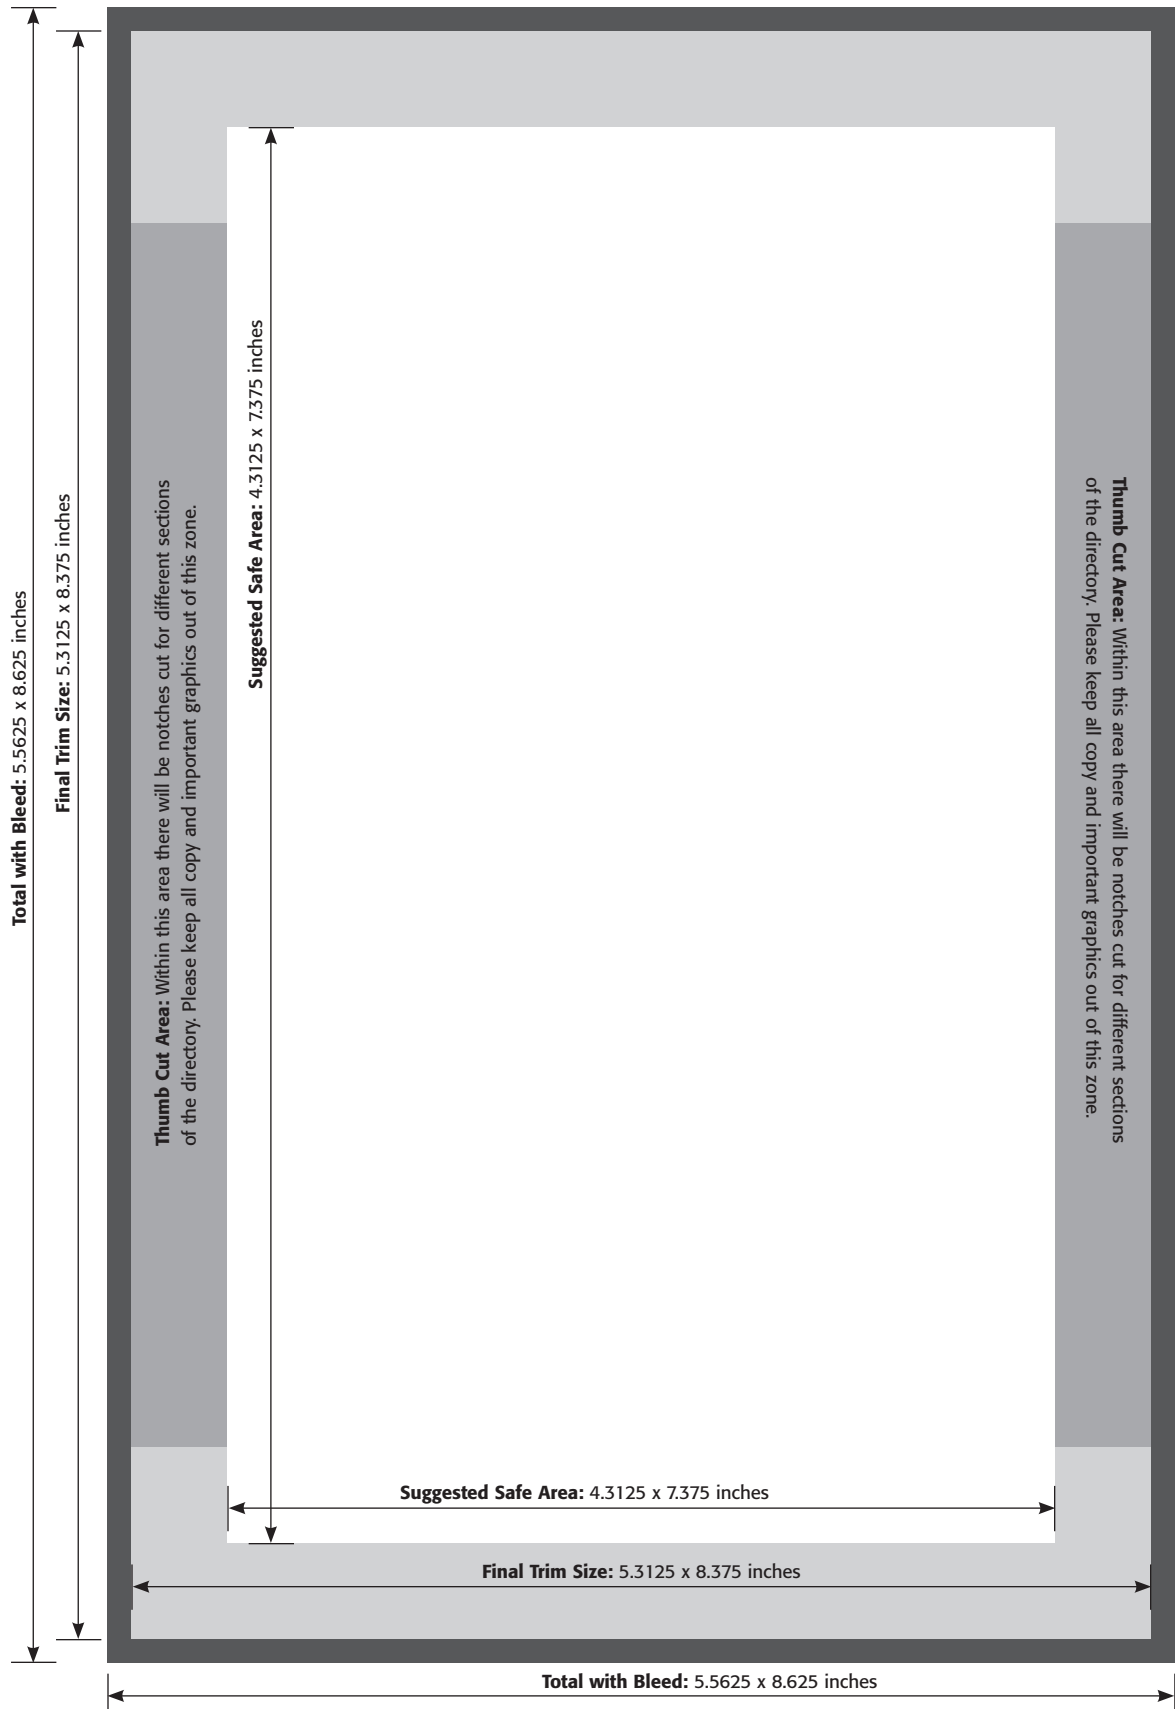 Total with Bleed: 5.5625 x 8.625 inches
Final Trim Size: 5.3125 x 8.375 inches
Thumb Cut Area: Within this area there will be notches cut for different sections
of the directory. Please keep all copy and important graphics out of this zone.
Suggested Safe Area: 4.3125 x 7.375 inches
Thumb Cut Area: Within this area there will be notches cut for different sections
of the directory. Please keep all copy and important graphics out of this zone.
Suggested Safe Area: 4.3125 x 7.375 inches
Final Trim Size: 5.3125 x 8.375 inches
Total with Bleed: 5.5625 x 8.625 inches